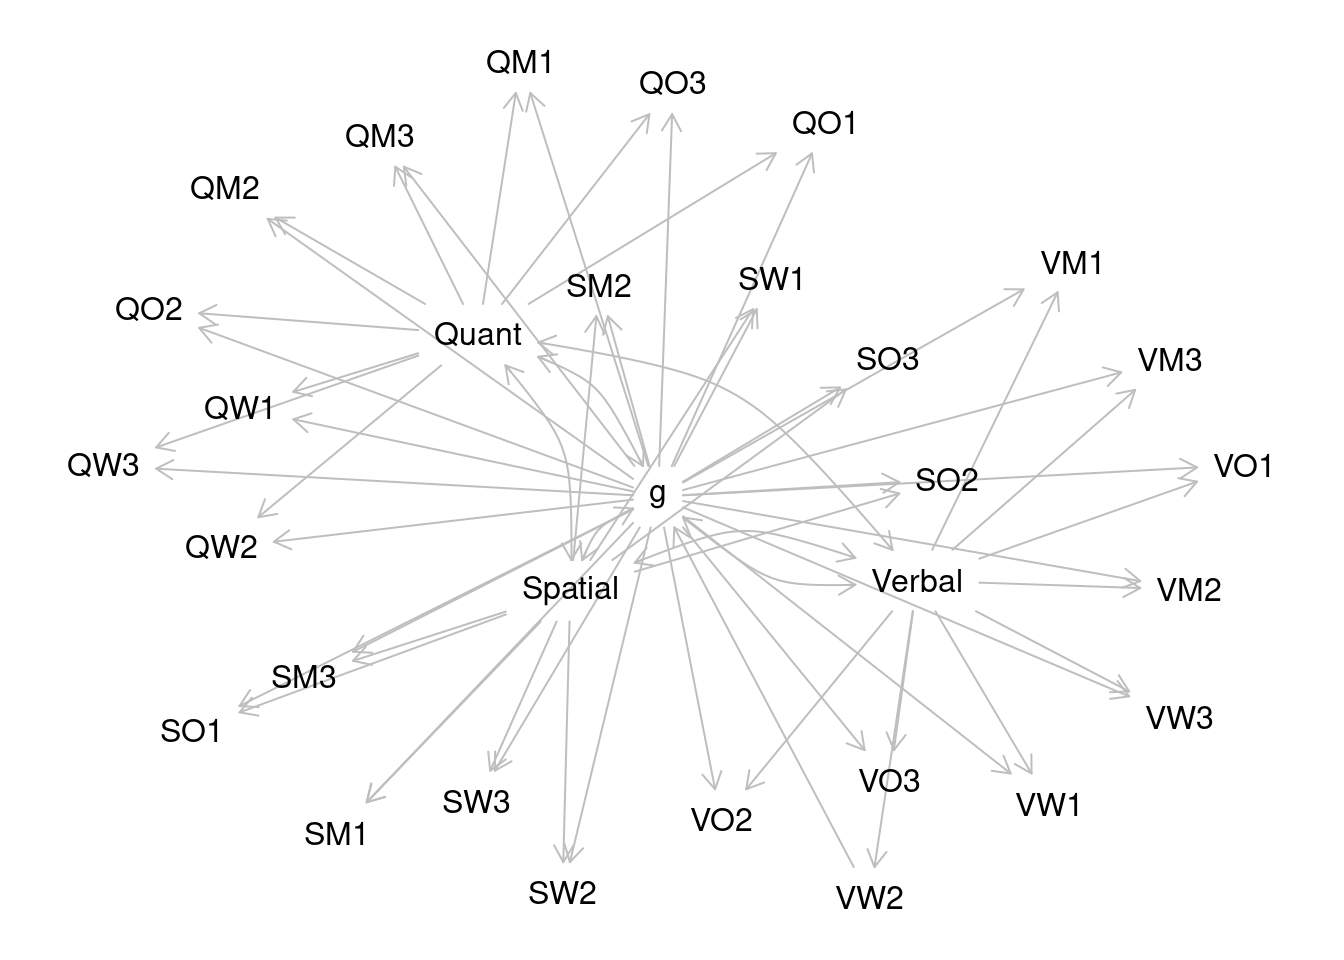 QM1
QO3
QO1
QM3
QM2
VM1
SM2
SW1
QO2
Quant
SO3
VM3
QW1
QW3
VO1
SO2
g
QW2
Spatial
Verbal
VM2
SM3
SO1
VW3
VO3
SW3
VW1
VO2
SM1
SW2
VW2